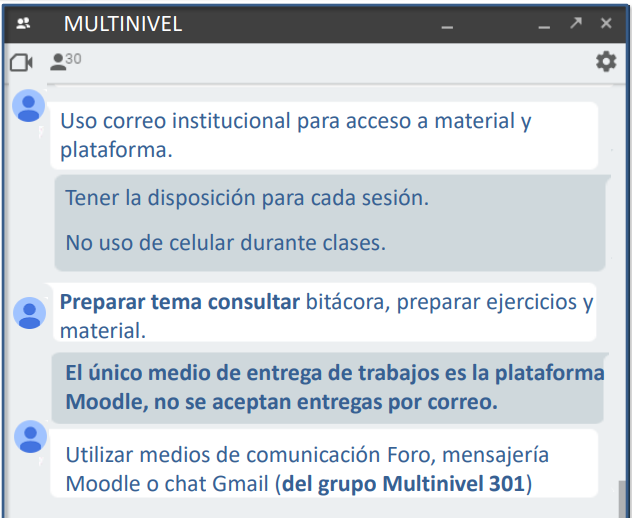 MULTINIVEL
30
Uso correo institucional para acceso a material y
plataforma.
Tener la disposición para cada sesión.
No uso de celular durante clases.
Preparar tema consultar bitácora, preparar ejercicios y
material.
El único medio de entrega de trabajos es la plataforma
Moodle, no se aceptan entregas por correo.
Utilizar medios de comunicación Foro, mensajería
Moodle o chat Gmail (del grupo Multinivel 301)